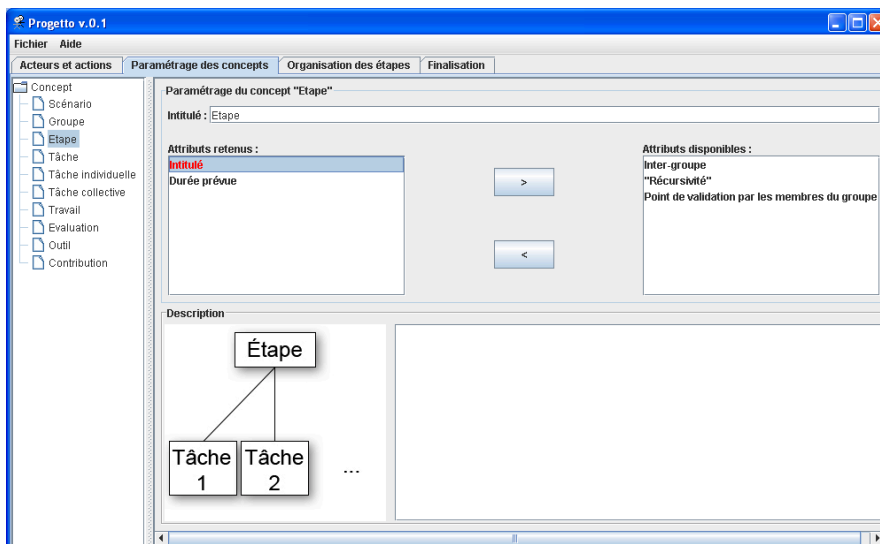 Progetto v.0.1
Fichier Aide
Acteurs et actions Paramétrage des concepts Organisation des étapes Finalisation
Concept
Scénario
Groupe
Etape
Tâche
Tâche individuelle
Tâche collective
Travail
Evaluation
Outil
Contribution
Paramétrage du concept "Etape"
Intitulé : Etape
Attributs retenus :
Intitulé
Durée prévue
>
<
Attributs disponibles :
Inter-groupe
"Récursivité"
Point de validation par les membres du groupe
Description
Étape
Tâche
1
Tâche
2
...